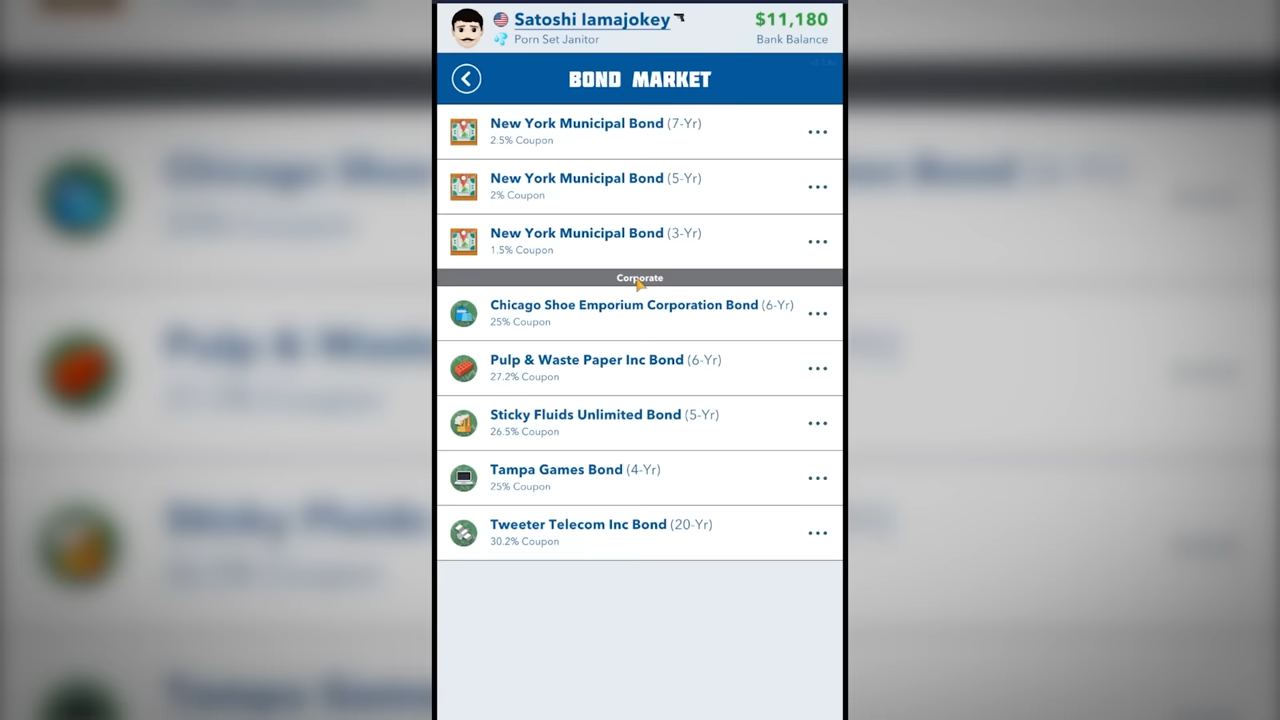 Satoshi Iamajokey
$11,180
Porn Set Janitor
Bank Balance
BOND MARKET
New York Municipal Bond (7-Yr)
2.5% Coupon
New York Municipal Bond (5-Yr)
2% Coupon
New York Municipal Bond (3-Yr)
1.5% Coupon
Corporate
Chicago Shoe Emporium Corporation Bond (6-Yr)
25% Coupon
Pulp & Waste Paper Inc Bond (6-Yr)
27.2% Coupon
Sticky Fluids Unlimited Bond (5-Yr)
26.5% Coupon
Tampa Games Bond (4-Yr)
25% Coupon
Tweeter Telecom Inc Bond (20-Yr)
30.2% Coupon